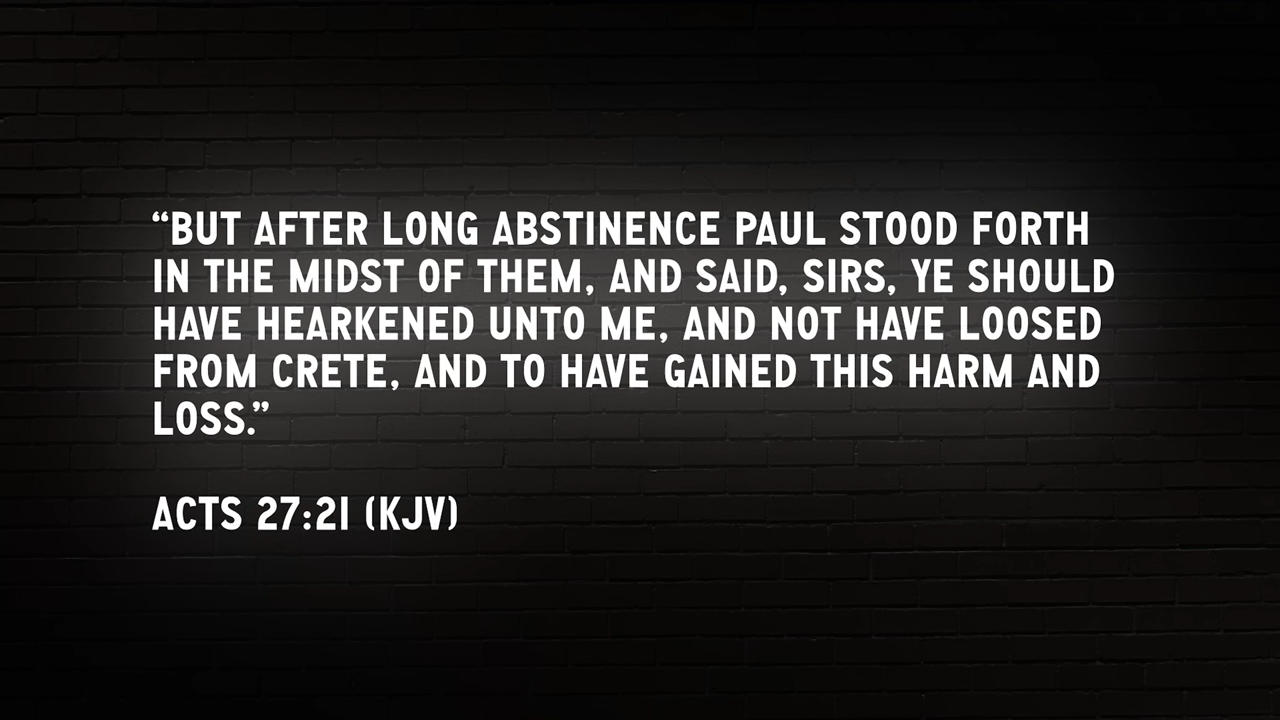 “BUT AFTER LONG ABSTINENCE PAUL STOOD FORTH
IN THE MIDST OF THEM, AND SAID, SIRS, YE SHOULD
HAVE HEARKENED UNTO ME, AND NOT HAVE LOOSED
FROM CRETE, AND TO HAVE GAINED THIS HARM AND
LOSS.”
ACTS 27:21 (KJV)